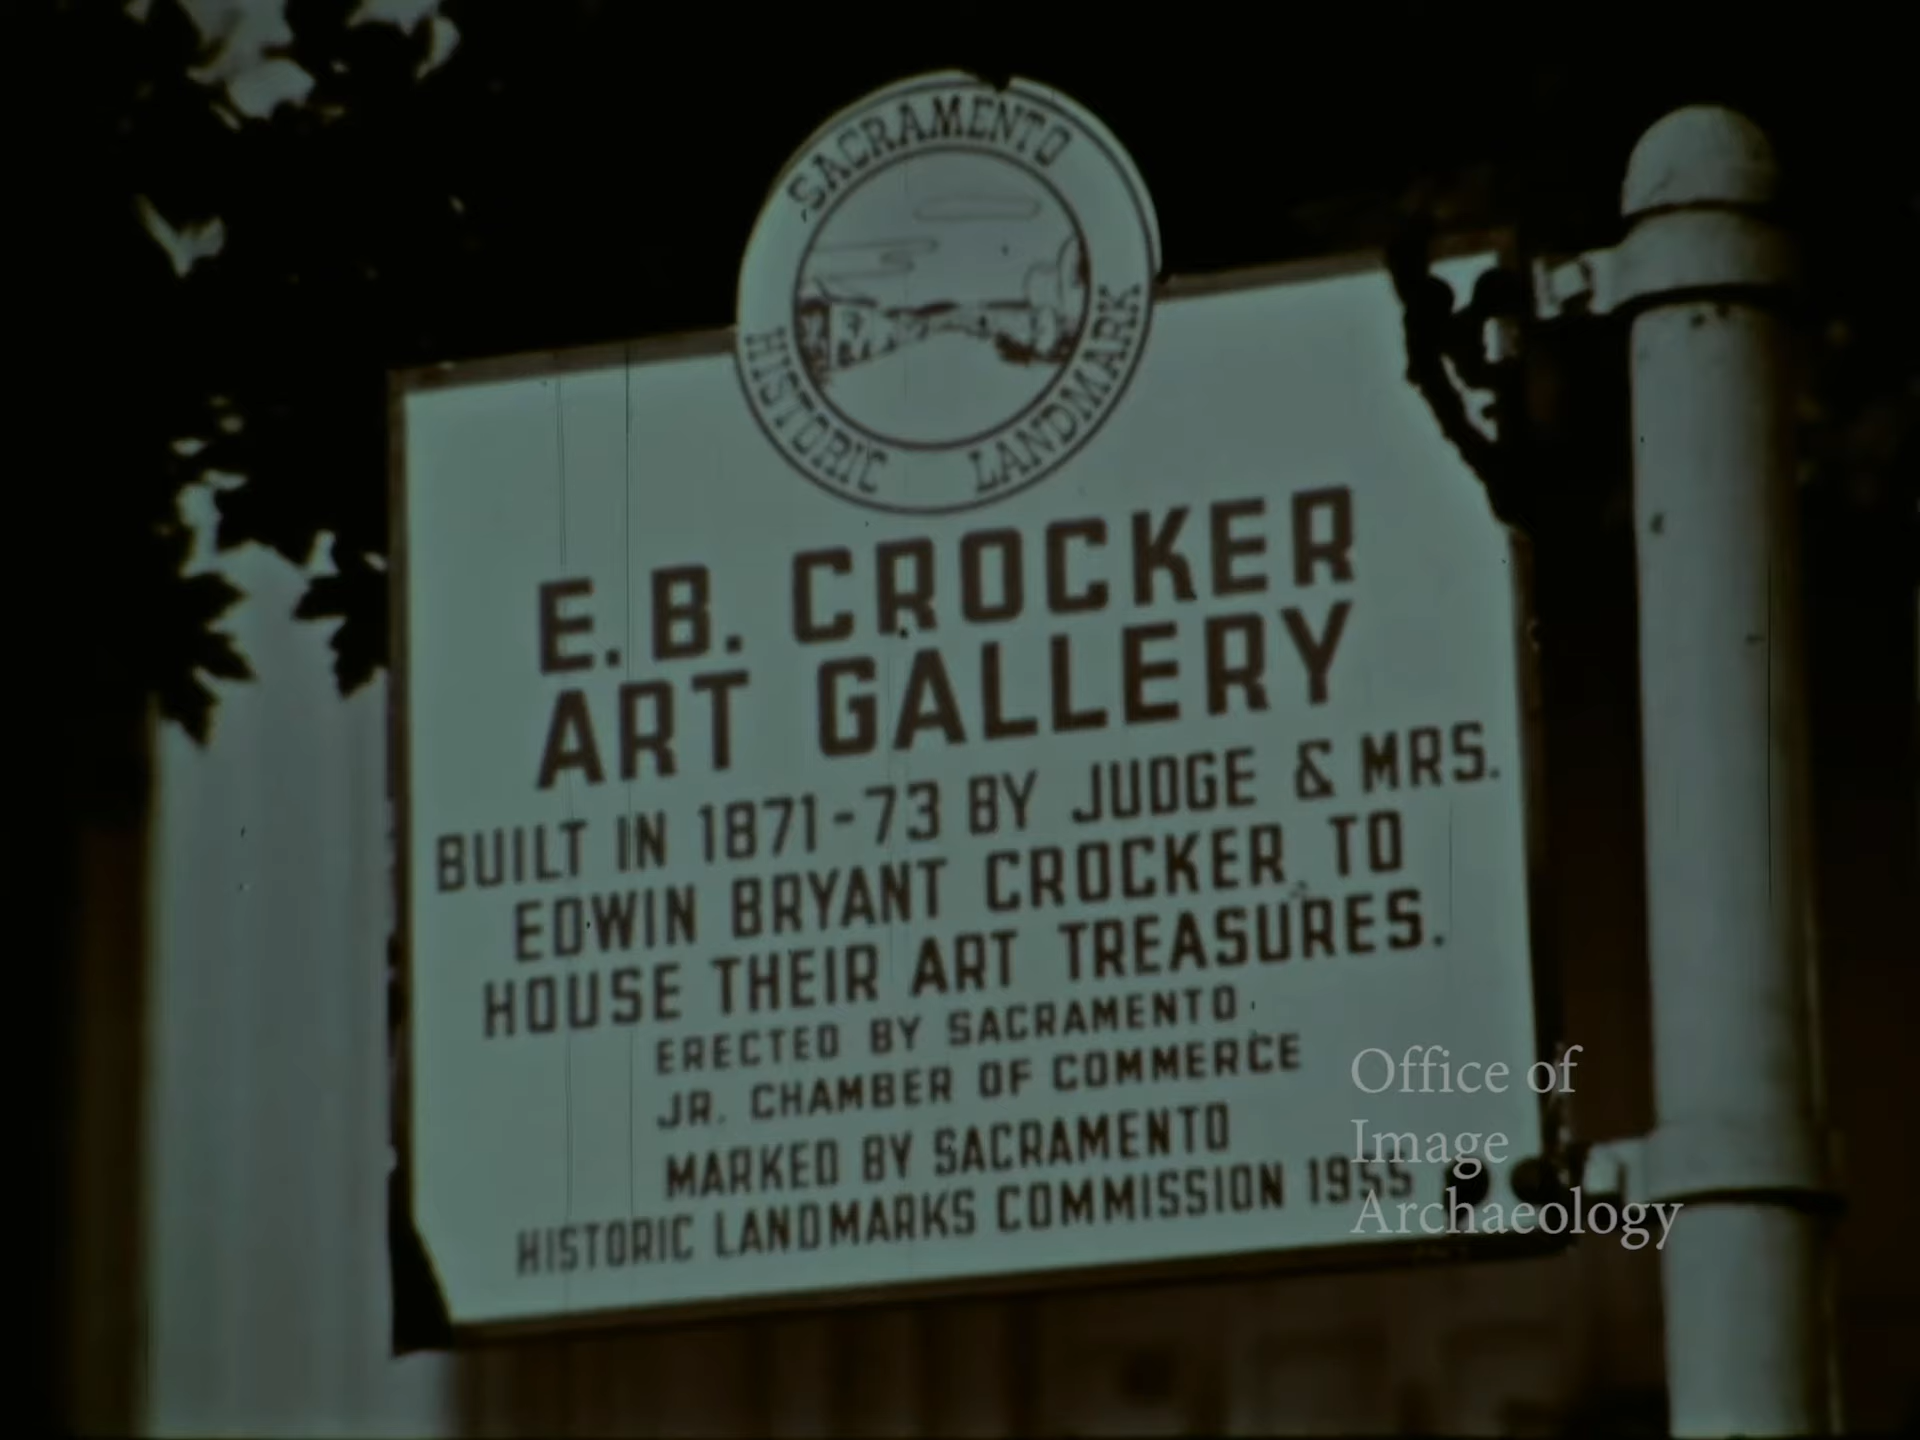 SACRAMENTO
HISTORIC LANDMARK
E. B. CROCKER
ART GALLERY
BUILT IN 1871-73 BY JUDGE & MRS.
EDWIN BRYANT CROCKER TO
HOUSE THEIR ART TREASURES.
ERECTED BY SACRAMENTO
JR. CHAMBER OF COMMERCE
MARKED BY SACRAMENTO
HISTORIC LANDMARKS COMMISSION 1955
Office of
Image
Archaeology